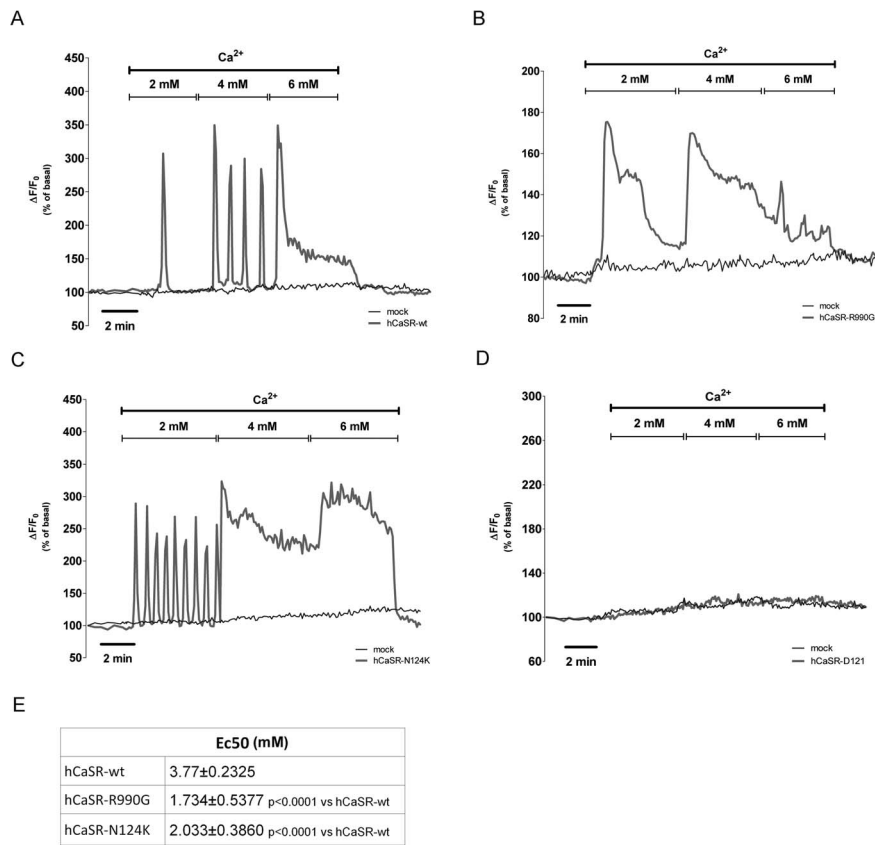 A
Ca2+
2 mM
4 mM
6 mM
450
400
350
300
250
200
150
100
50
ΔF/F0
(% of basal)
2 min
mock
hCaSR-wt
B
Ca2+
2 mM
4 mM
6 mM
200
180
160
140
120
100
80
ΔF/F0
(% of basal)
2 min
mock
hCaSR-R990G
C
Ca2+
2 mM
4 mM
6 mM
450
400
350
300
250
200
150
100
50
ΔF/F0
(% of basal)
2 min
mock
hCaSR-N124K
D
Ca2+
2 mM
4 mM
6 mM
300
260
220
180
140
100
60
ΔF/F0
(% of basal)
2 min
mock
hCaSR-D121
E
Ec50 (mM)
hCaSR-wt 3.77±0.2325
hCaSR-R990G 1.734±0.5377 p<0.0001 vs hCaSR-wt
hCaSR-N124K 2.033±0.3860 p<0.0001 vs hCaSR-wt